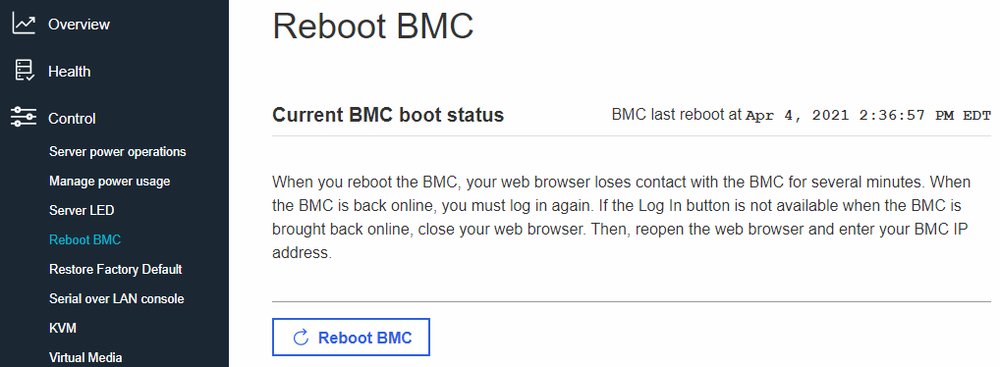 Overview
Health
Control
Server power operations
Manage power usage
Server LED
Reboot BMC
Restore Factory Default
Serial over LAN console
KVM
Virtual Media
Reboot BMC
Current BMC boot status
BMC last reboot at Apr 4, 2021 2:36:57 PM EDT
When you reboot the BMC, your web browser loses contact with the BMC for several minutes. When
the BMC is back online, you must log in again. If the Log In button is not available when the BMC is
brought back online, close your web browser. Then, reopen the web browser and enter your BMC IP
address.
Reboot BMC